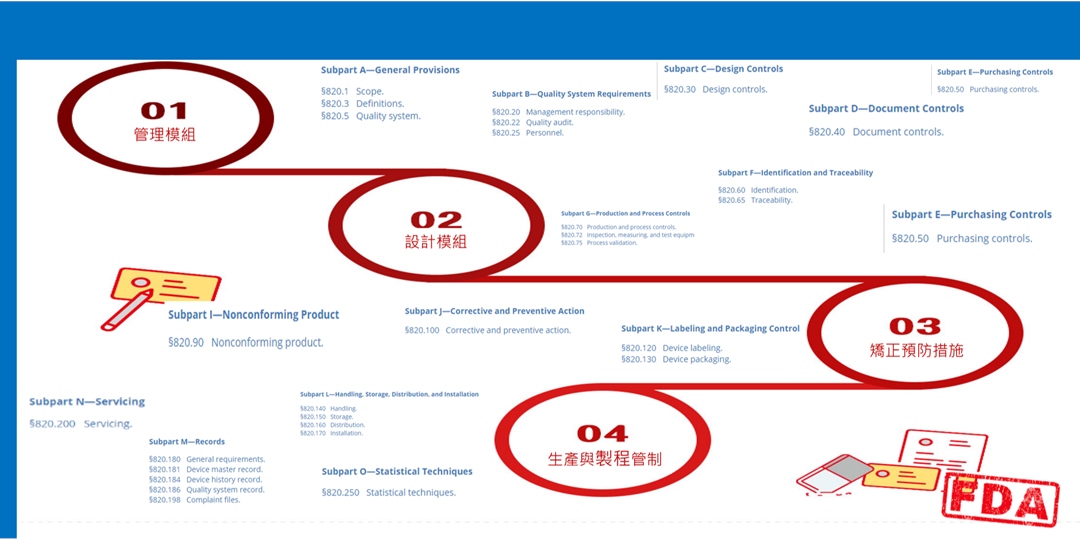 01
管理模組
Subpart A—General Provisions
§820.1 Scope.
§820.3 Definitions.
§820.5 Quality system.
Subpart B—Quality System Requirements
§820.20 Management responsibility.
§820.22 Quality audit.
§820.25 Personnel.
Subpart C—Design Controls
§820.30 Design controls.
Subpart E—Purchasing Controls
§820.50 Purchasing controls.
Subpart D—Document Controls
§820.40 Document controls.
02
設計模組
Subpart F—Identification and Traceability
§820.60 Identification.
§820.65 Traceability.
Subpart G—Production and Process Controls
§820.70 Production and process controls.
§820.72 Inspection, measuring, and test equipm
§820.75 Process validation.
Subpart E—Purchasing Controls
§820.50 Purchasing controls.
03
矯正預防措施
Subpart I—Nonconforming Product
§820.90 Nonconforming product.
Subpart J—Corrective and Preventive Action
§820.100 Corrective and preventive action.
Subpart K—Labeling and Packaging Control
§820.120 Device labeling.
§820.130 Device packaging.
04
生產與製程管制
Subpart N—Servicing
§820.200 Servicing.
Subpart L—Handling, Storage, Distribution, and Installation
§820.140 Handling.
§820.150 Storage.
§820.160 Distribution.
§820.170 Installation.
Subpart M—Records
§820.180 General requirements.
§820.181 Device master record.
§820.184 Device history record.
§820.186 Quality system record.
§820.198 Complaint files.
Subpart O—Statistical Techniques
§820.250 Statistical techniques.
FDA